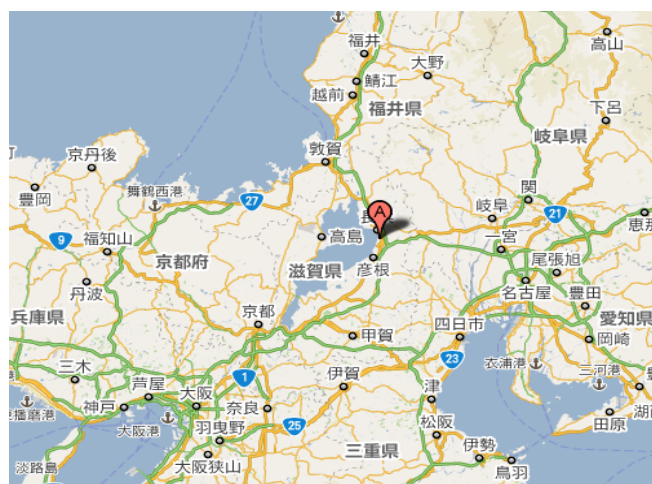 福井
大野
高山
鯖江
越前
福井県
下呂
岐阜県
京丹後
敦賀
豊岡
舞鶴西港
27
関
岐阜
21
A
9
福知山
京都府
高島
滋賀県
彦根
一宮
尾張旭
丹波
名古屋
豊田
兵庫県
京都
甲賀
四日市
愛知県
岡崎
三木
芦屋
1
伊賀
23
衣浦港
三河港
神戸
大阪
奈良
津
大阪港
羽曳野
25
松阪
田原
淡路島
大阪狭山
三重県
伊勢
鳥羽